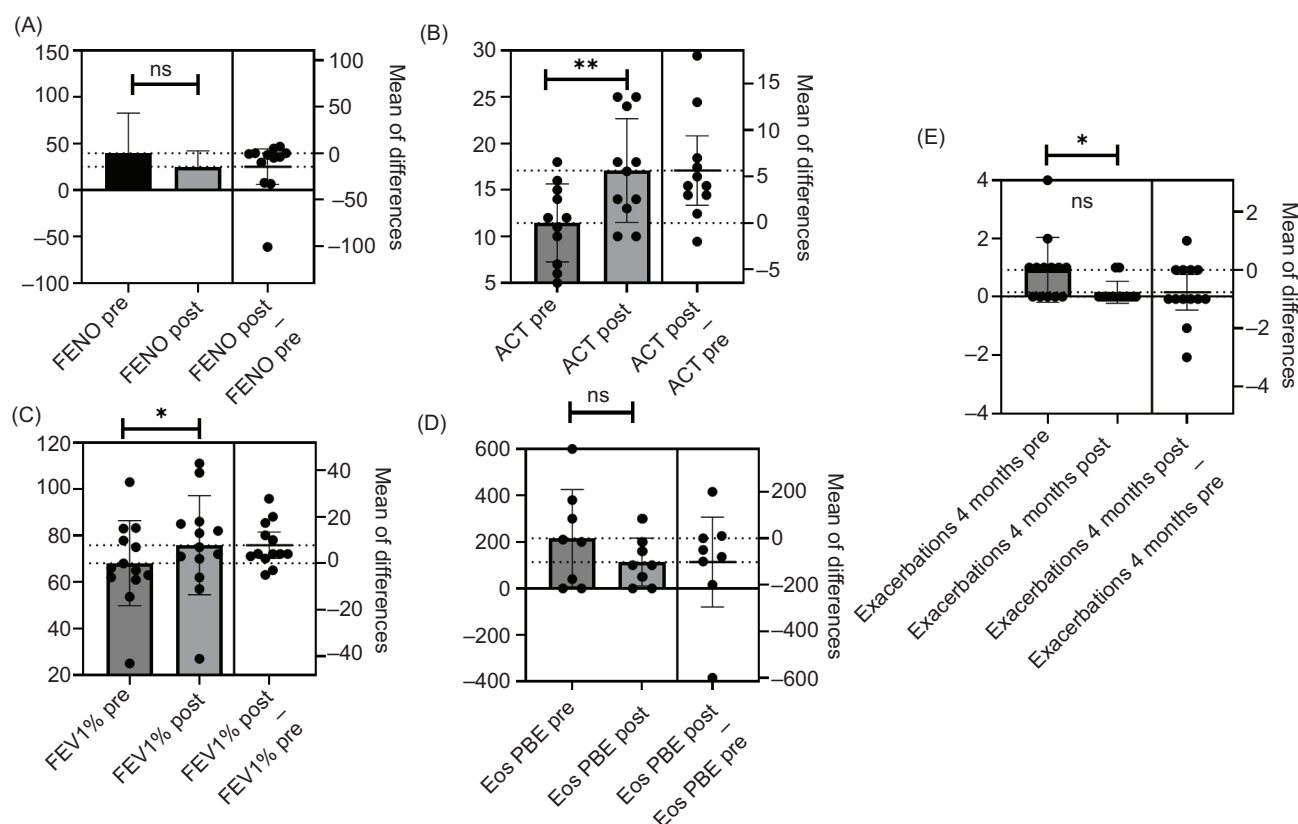 (A)
150
100
50
0
−50
−100
ns
100
50
0
−50
−100
Mean of differences
FENO pre
FENO post
FENO post
–
FENO pre
(B)
30
25
20
15
10
5
**
15
10
5
0
−5
Mean of differences
ACT pre
ACT post
ACT post
–
ACT pre
(C)
120
100
80
60
40
20
*
40
20
0
−20
−40
Mean of differences
FEV1% pre
FEV1% post
FEV1% post
–
FEV1% pre
(D)
600
400
200
0
−200
−400
ns
200
0
−200
−400
−600
Mean of differences
Eos PBE pre
Eos PBE post
Eos PBE post
–
Eos PBE pre
(E)
4
2
0
−2
−4
*
ns
2
0
−2
−4
Mean of differences
Exacerbations 4 months pre
Exacerbations 4 months post
Exacerbations 4 months post
–
Exacerbations 4 months pre